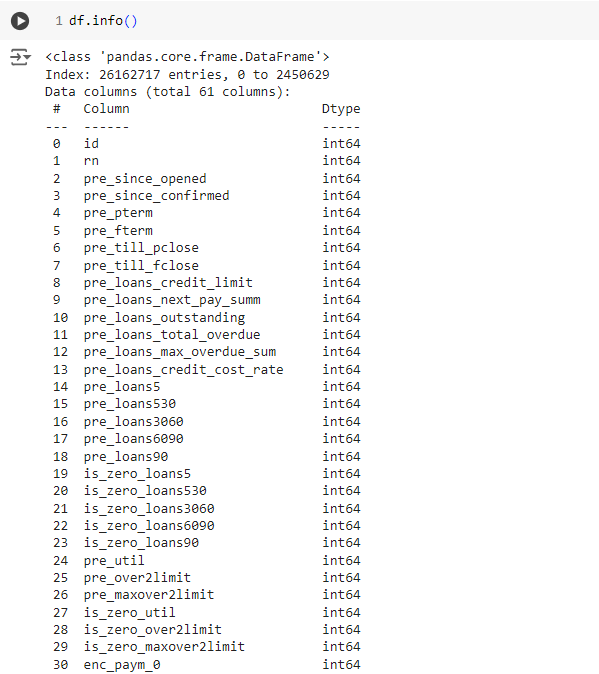 1 df.info()
<class 'pandas.core.frame.DataFrame'>
Index: 26162717 entries, 0 to 2450629
Data columns (total 61 columns):
 #   Column                         Dtype
---  ------                         -----
 0   id                             int64
 1   rn                             int64
 2   pre_since_opened               int64
 3   pre_since_confirmed            int64
 4   pre_pterm                      int64
 5   pre_fterm                      int64
 6   pre_till_pclose                int64
 7   pre_till_fclose                int64
 8   pre_loans_credit_limit         int64
 9   pre_loans_next_pay_summ        int64
 10  pre_loans_outstanding          int64
 11  pre_loans_total_overdue        int64
 12  pre_loans_max_overdue_sum      int64
 13  pre_loans_credit_cost_rate     int64
 14  pre_loans5                     int64
 15  pre_loans530                   int64
 16  pre_loans3060                  int64
 17  pre_loans6090                  int64
 18  pre_loans90                    int64
 19  is_zero_loans5                 int64
 20  is_zero_loans530               int64
 21  is_zero_loans3060              int64
 22  is_zero_loans6090              int64
 23  is_zero_loans90                int64
 24  pre_util                       int64
 25  pre_over2limit                 int64
 26  pre_maxover2limit              int64
 27  is_zero_util                   int64
 28  is_zero_over2limit             int64
 29  is_zero_maxover2limit          int64
 30  enc_paym_0                     int64